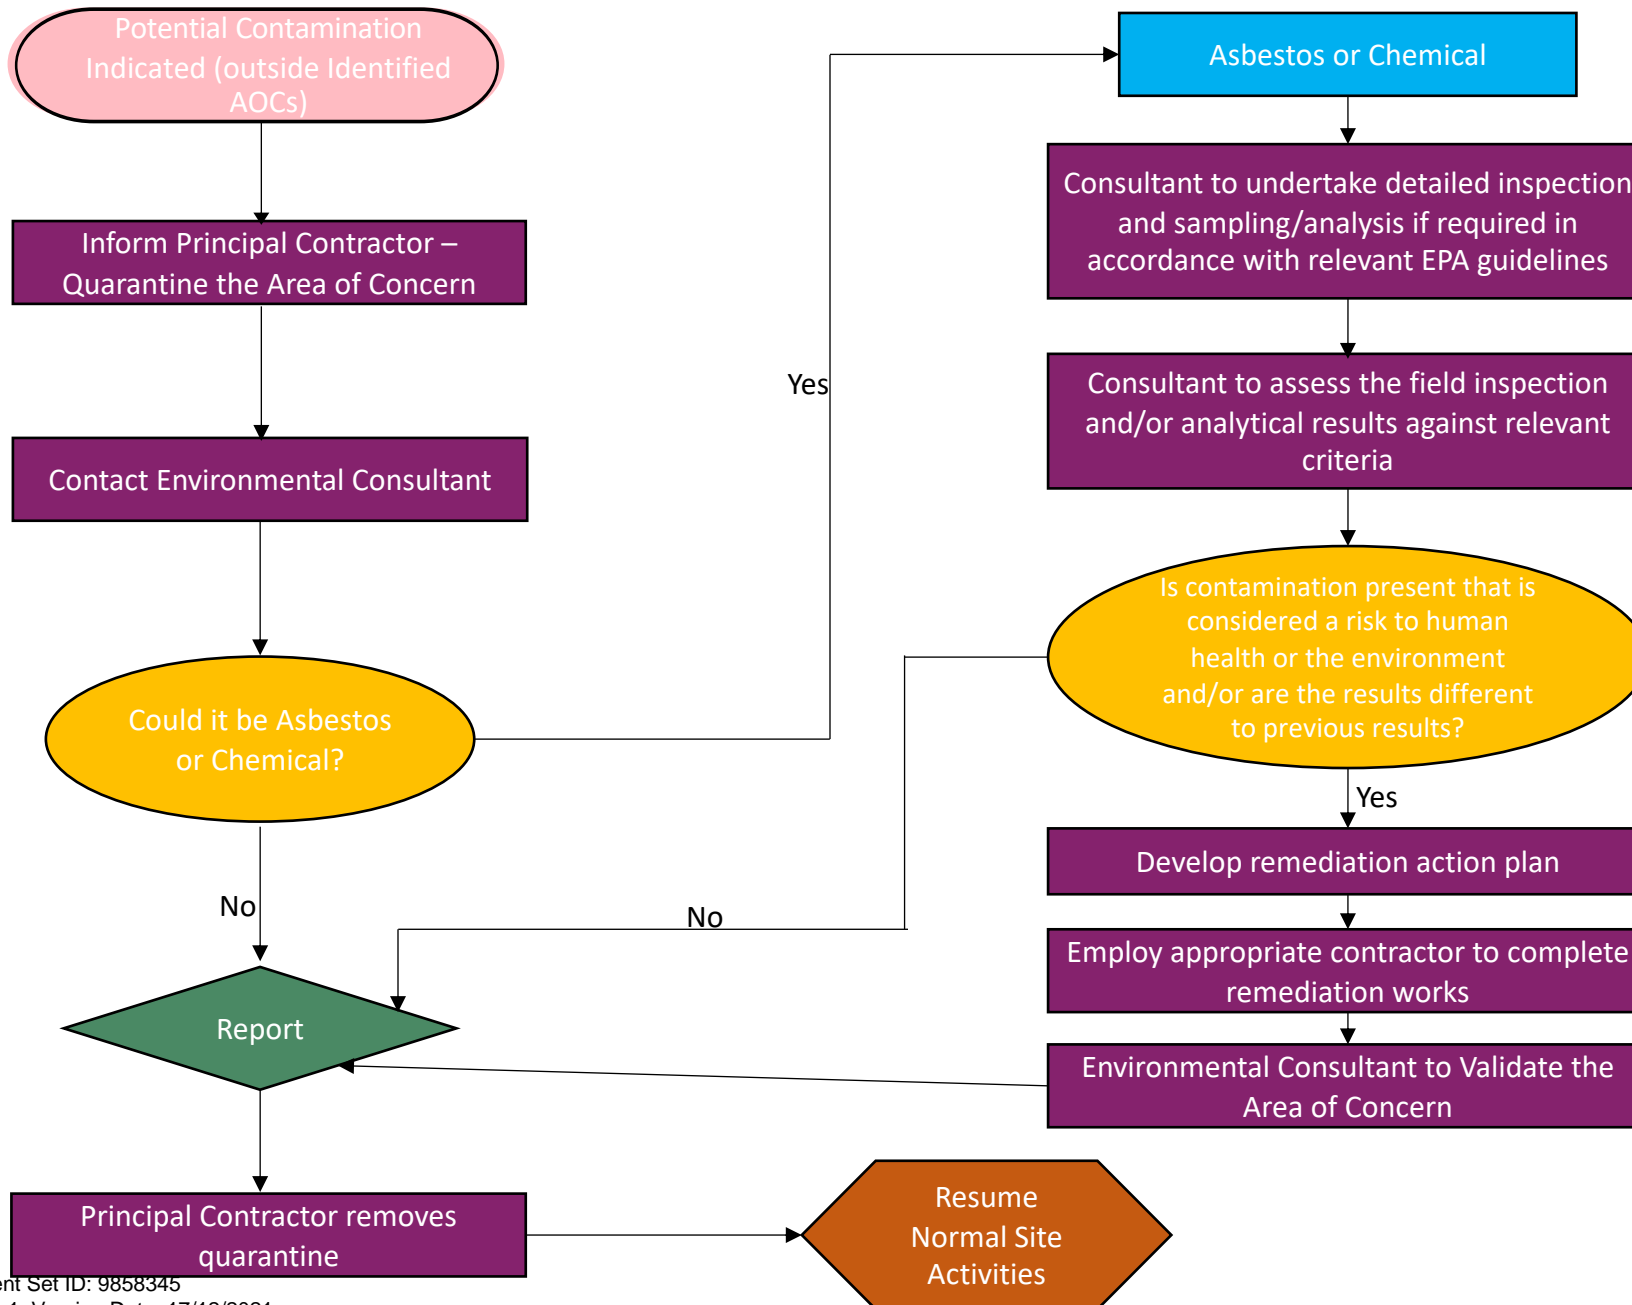 Potential Contamination
Indicated (outside Identified
AOCs)
Inform Principal Contractor –
Quarantine the Area of Concern
Contact Environmental Consultant
Could it be Asbestos
or Chemical?
No
Yes
Asbestos or Chemical
Consultant to undertake detailed inspection
and sampling/analysis if required in
accordance with relevant EPA guidelines
Consultant to assess the field inspection
and/or analytical results against relevant
criteria
Is contamination present that is
considered a risk to human
health or the environment
and/or are the results different
to previous results?
Yes
No
Develop remediation action plan
Employ appropriate contractor to complete
remediation works
Environmental Consultant to Validate the
Area of Concern
Report
Principal Contractor removes
quarantine
Resume
Normal Site
Activities
ent Set ID: 9858345